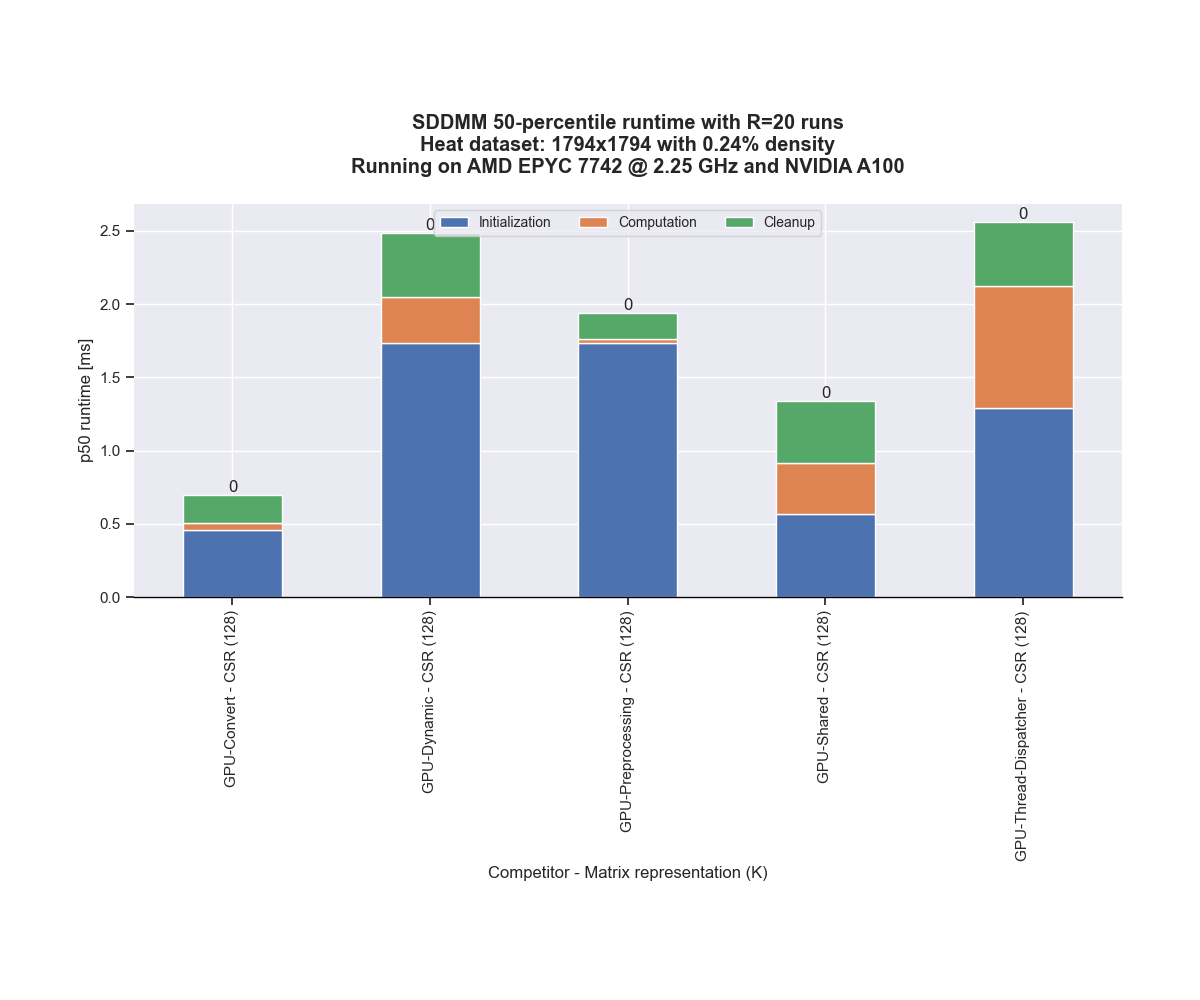 SDDMM 50-percentile runtime with R=20 runs
Heat dataset: 1794x1794 with 0.24% density
Running on AMD EPYC 7742 @ 2.25 GHz and NVIDIA A100
Initialization Computation Cleanup
p50 runtime [ms]
2.5
2.0
1.5
1.0
0.5
0.0
0
0
0
0
0
GPU-Convert - CSR (128)
GPU-Dynamic - CSR (128)
GPU-Preprocessing - CSR (128)
GPU-Shared - CSR (128)
GPU-Thread-Dispatcher - CSR (128)
Competitor - Matrix representation (K)